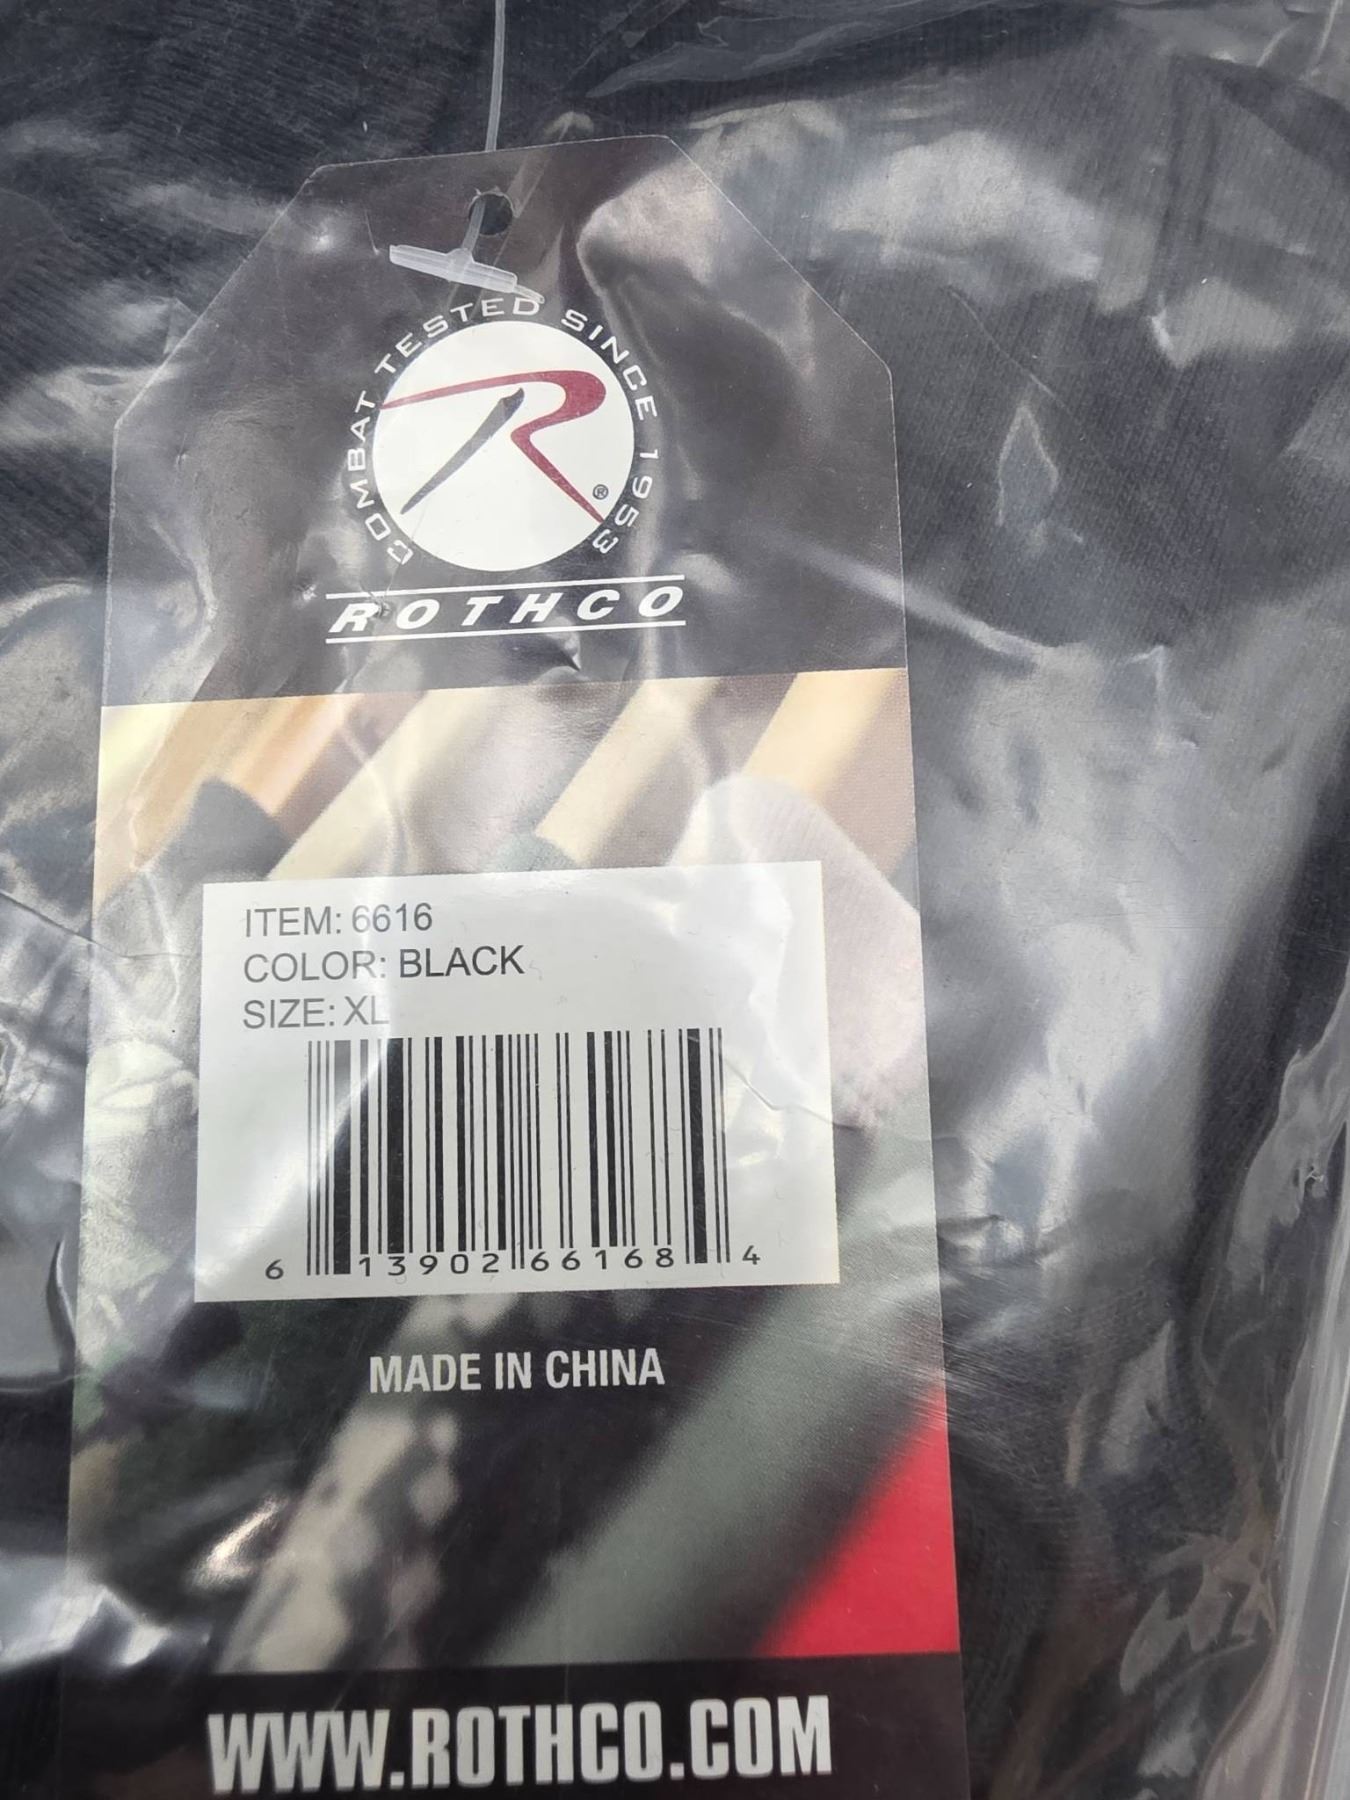 COMBAT TESTED SINCE 1953
R®
ROTHCO
ITEM: 6616
COLOR: BLACK
SIZE: XL
6 13902 66168 4
MADE IN CHINA
WWW.ROTHCO.COM